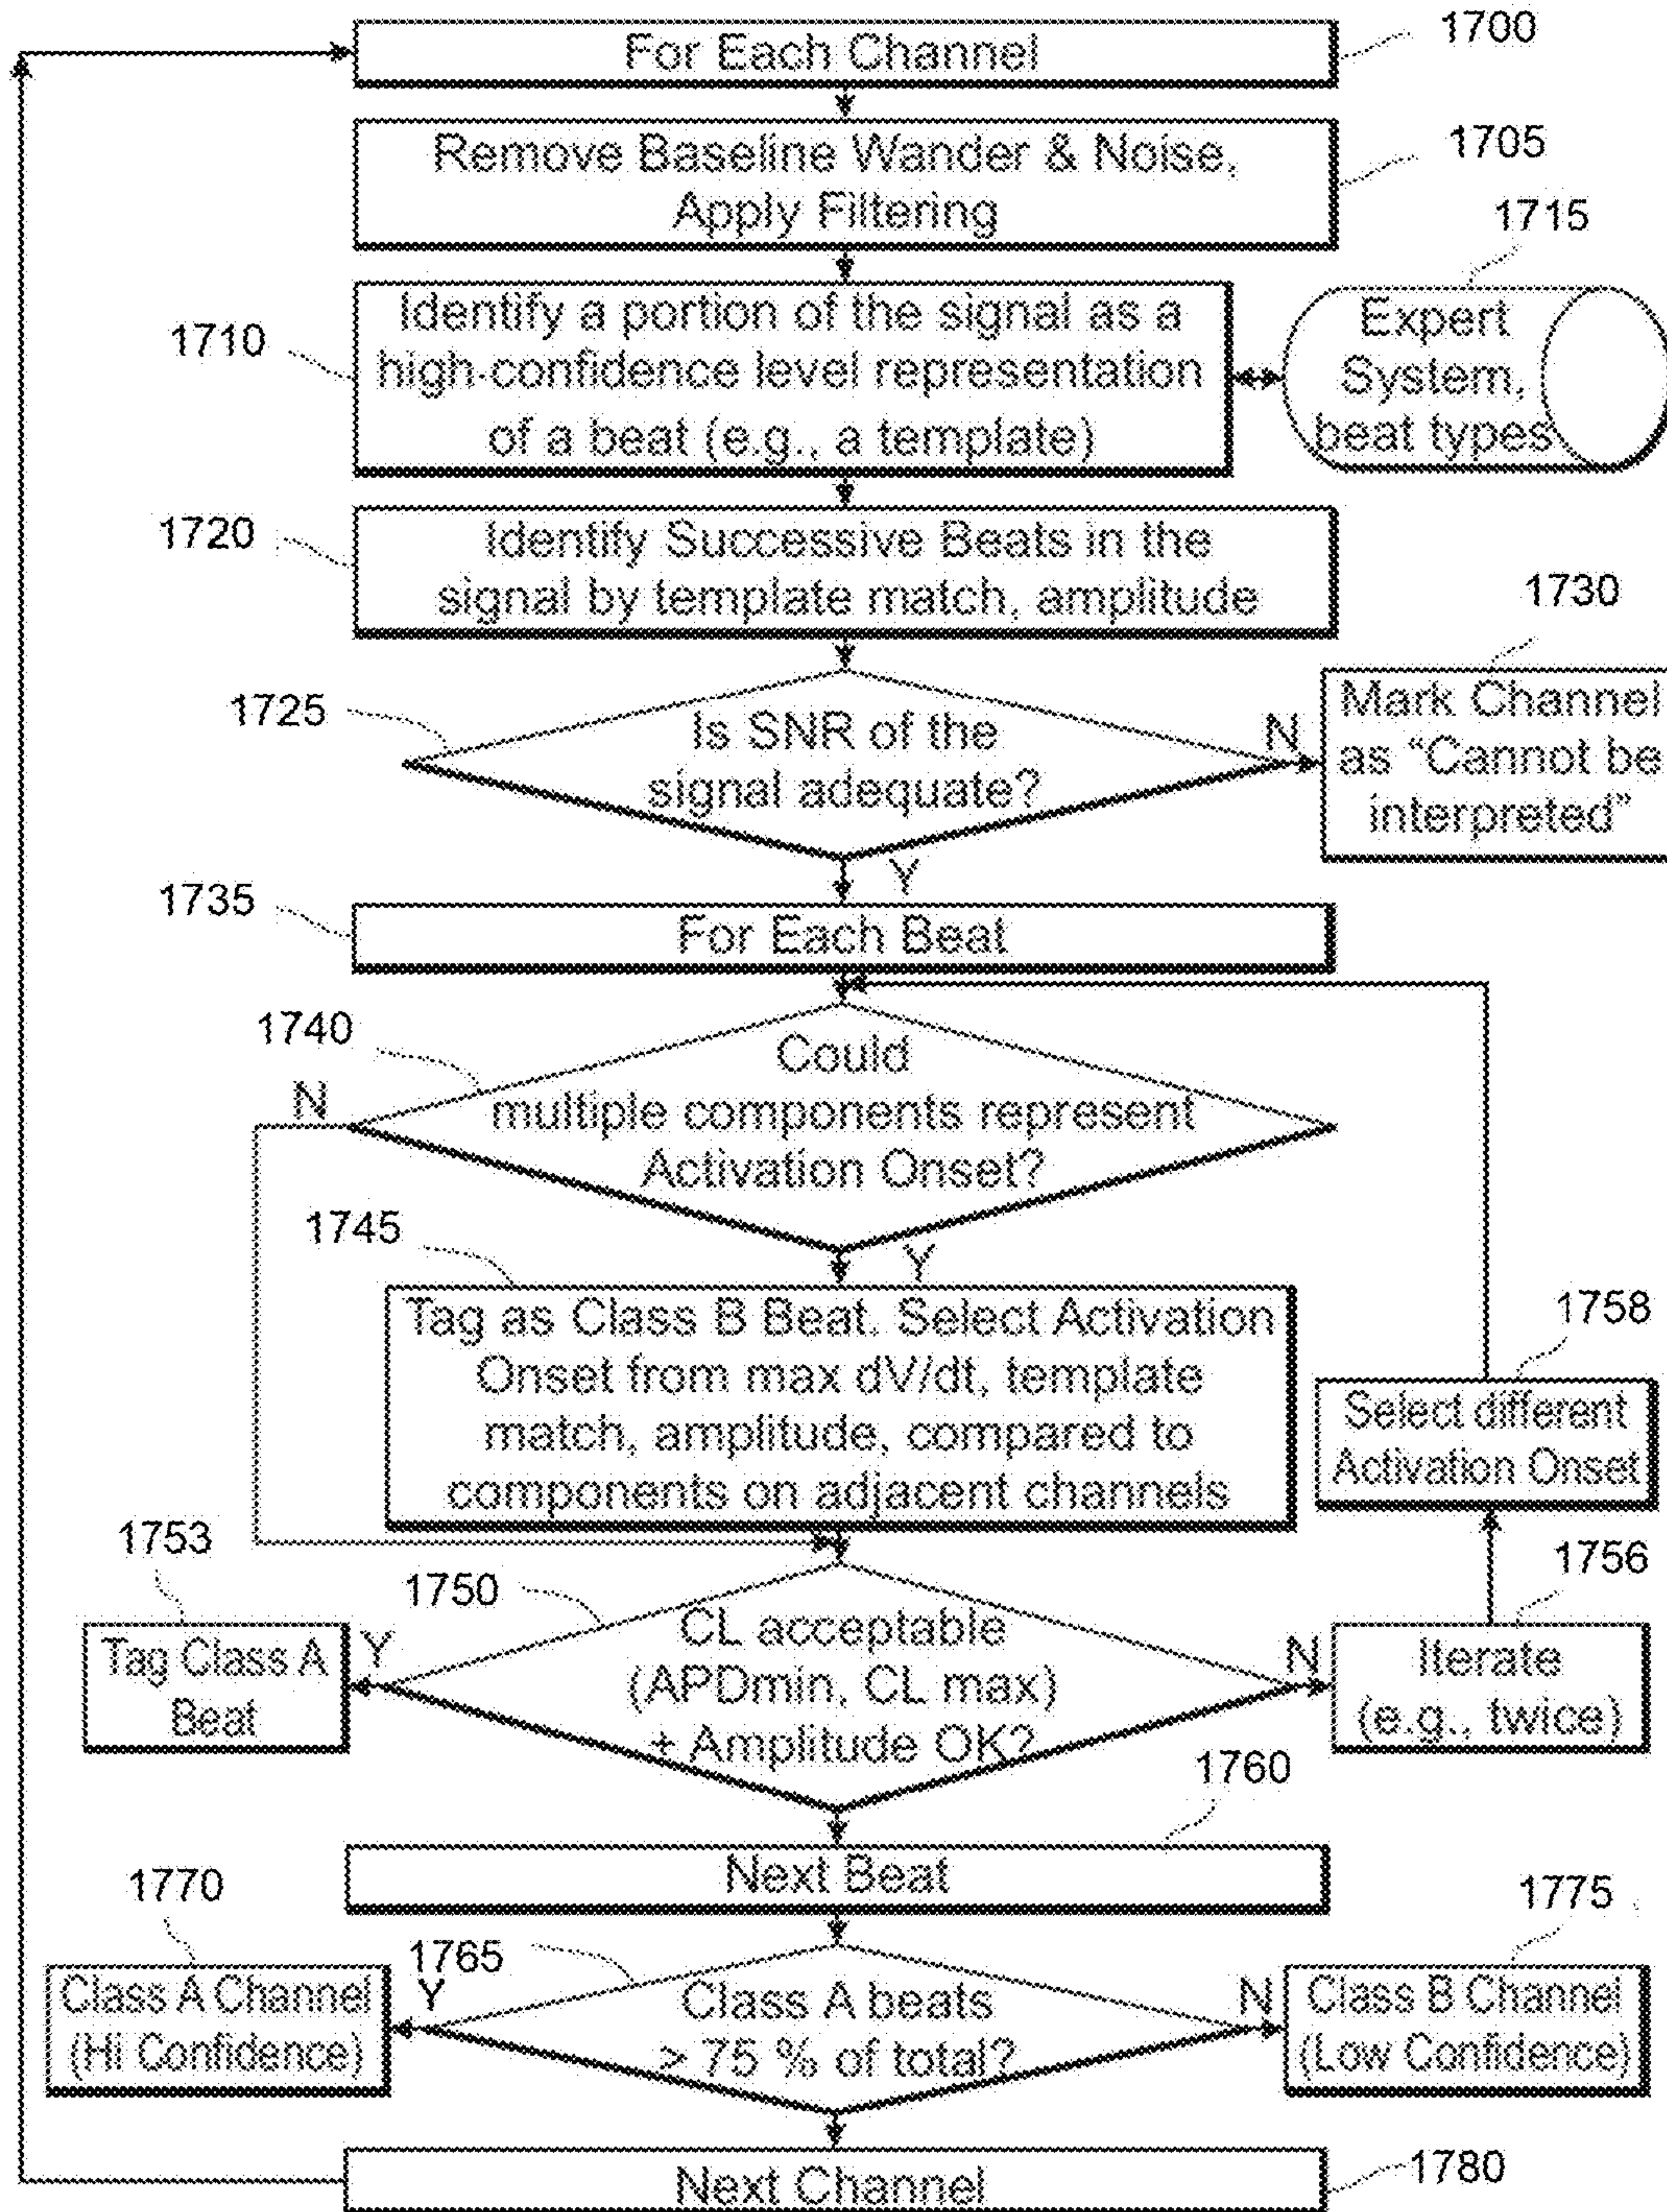 For Each Channel
1700
Remove Baseline Wander & Noise,
Apply Filtering
1705
1710
Identify a portion of the signal as a
high-confidence level representation
of a beat (e.g., a template)
1715
Expert
System,
beat types
1720
Identify Successive Beats in the
signal by template match, amplitude
1725
Is SNR of the
signal adequate?
N
1730
Mark Channel
as “Cannot be
interpreted”
Y
1735
For Each Beat
1740
Could
multiple components represent
Activation Onset?
N
Y
1745
Tag as Class B Beat. Select Activation
Onset from max dV/dt, template
match, amplitude, compared to
components on adjacent channels
1758
Select different
Activation Onset
1753
Tag Class A
Beat
Y
1750
CL acceptable
(APDmin, CL max)
+ Amplitude OK?
N
1756
Iterate
(e.g., twice)
1760
Next Beat
1770
Class A Channel
(Hi Confidence)
Y
1765
Class A beats
> 75 % of total?
N
1775
Class B Channel
(Low Confidence)
Next Channel
1780